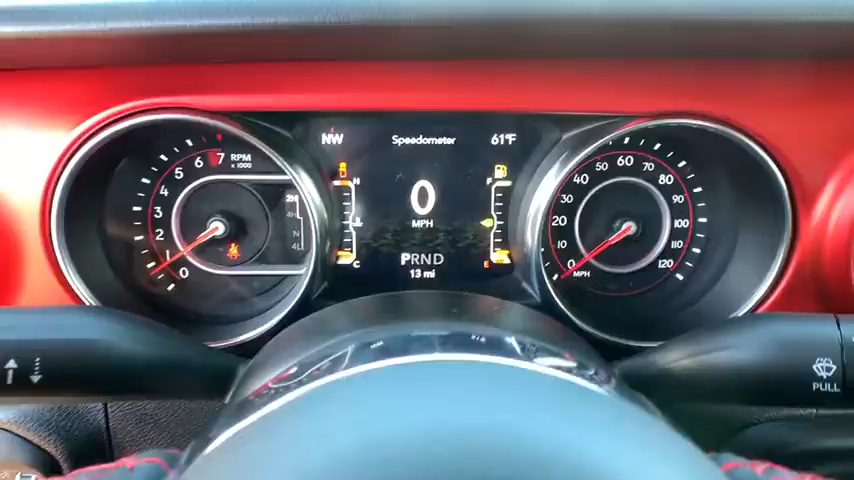 NW Speedometer 61°F
RPM
x 1000
7
6
5
4
3
2
1
0
2H
4H
N
4L
H
C
0
MPH
PRND
13 mi
F
E
0
10
20
30
40
50
60
70
80
90
100
110
120
MPH
PULL